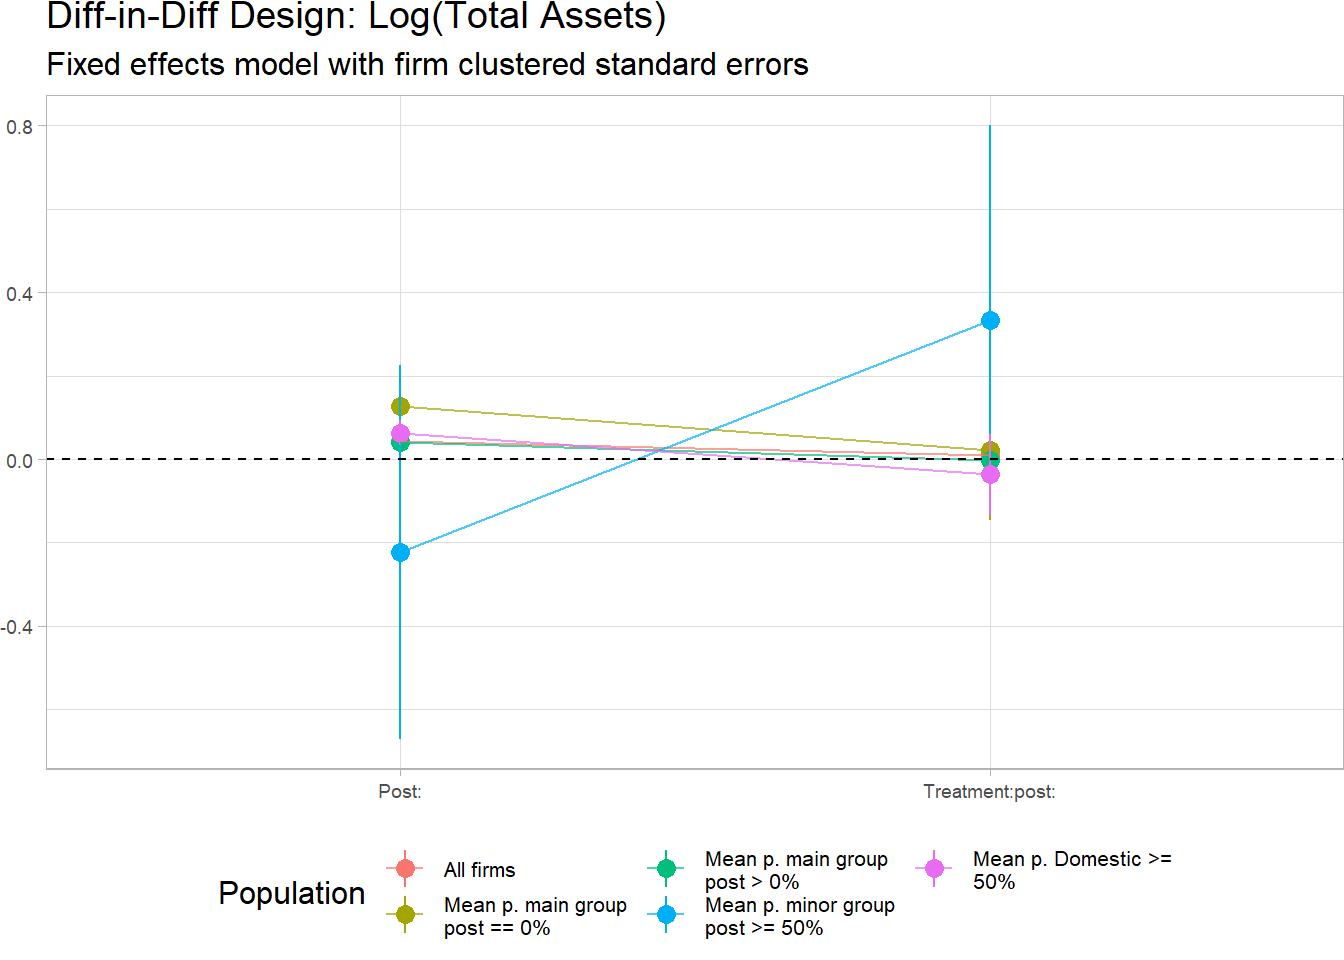 Diff-in-Diff Design: Log(Total Assets)
Fixed effects model with firm clustered standard errors
0.8
0.4
0.0
-0.4
Post:
Treatment:post:
Population
All firms
Mean p. main group
post == 0%
Mean p. main group
post > 0%
Mean p. minor group
post >= 50%
Mean p. Domestic >=
50%